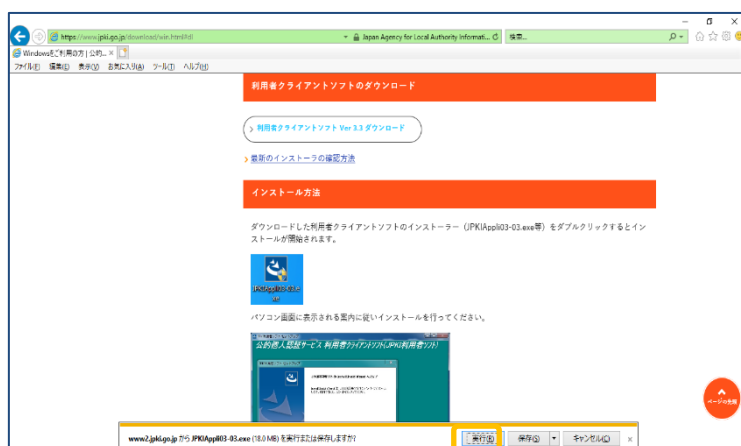 https://www.jpki.go.jp/download/win.html#dl
Japan Agency for Local Authority Informati...
検索...
Windowsをご利用の方 | 公的...
ファイル(F) 編集(E) 表示(V) お気に入り(A) ツール(T) ヘルプ(H)
利用者クライアントソフトのダウンロード
利用者クライアントソフト Ver 3.3 ダウンロード
最新のインストーラの確認方法
インストール方法
ダウンロードした利用者クライアントソフトのインストーラー（JPKIAppli03-03.exe等）をダブルクリックするとイン
ストールが開始されます。
JPKIAppli03-03.e
xe
パソコン画面に表示される案内に従いインストールを行ってください。
公的個人認証サービス 利用者クライアントソフト(JPKI利用者ソフト)
ページの先頭
www2.jpki.go.jp から JPKIAppli03-03.exe (18.0 MB) を実行または保存しますか?
実行(R) 保存(S) キャンセル(C)